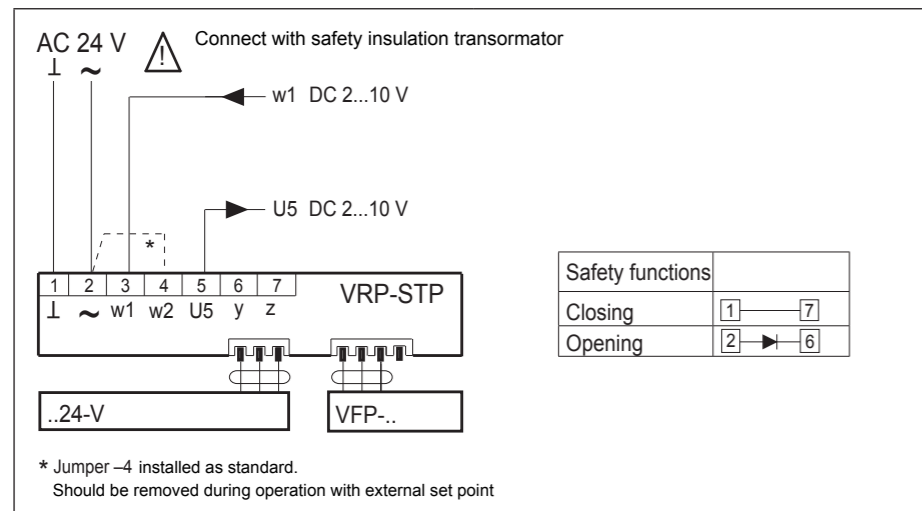 AC 24 V
⊥ ~
! Connect with safety insulation transormator
w1 DC 2...10 V
U5 DC 2...10 V
*
1 2 3 4 5 6 7
⊥ ~ w1 w2 U5 y z
VRP-STP
..24-V
VFP-..
* Jumper –4 installed as standard.
Should be removed during operation with external set point
Safety functions
Closing 1 7
Opening 2 6